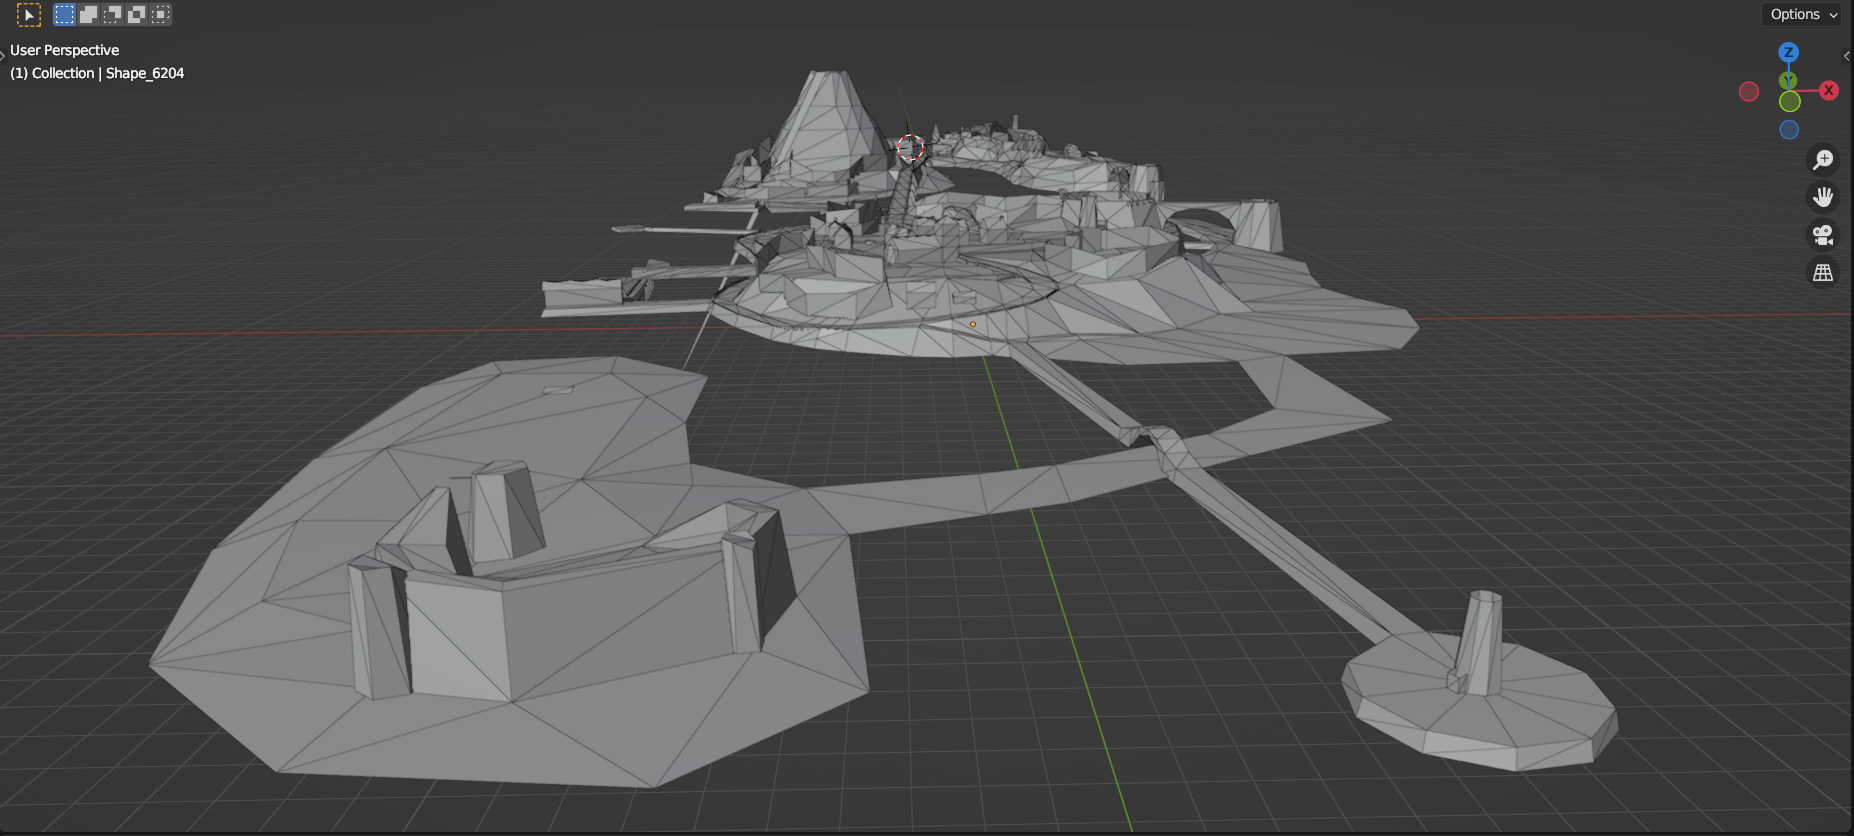 Options
User Perspective
(1) Collection | Shape_6204
Z
Y
X